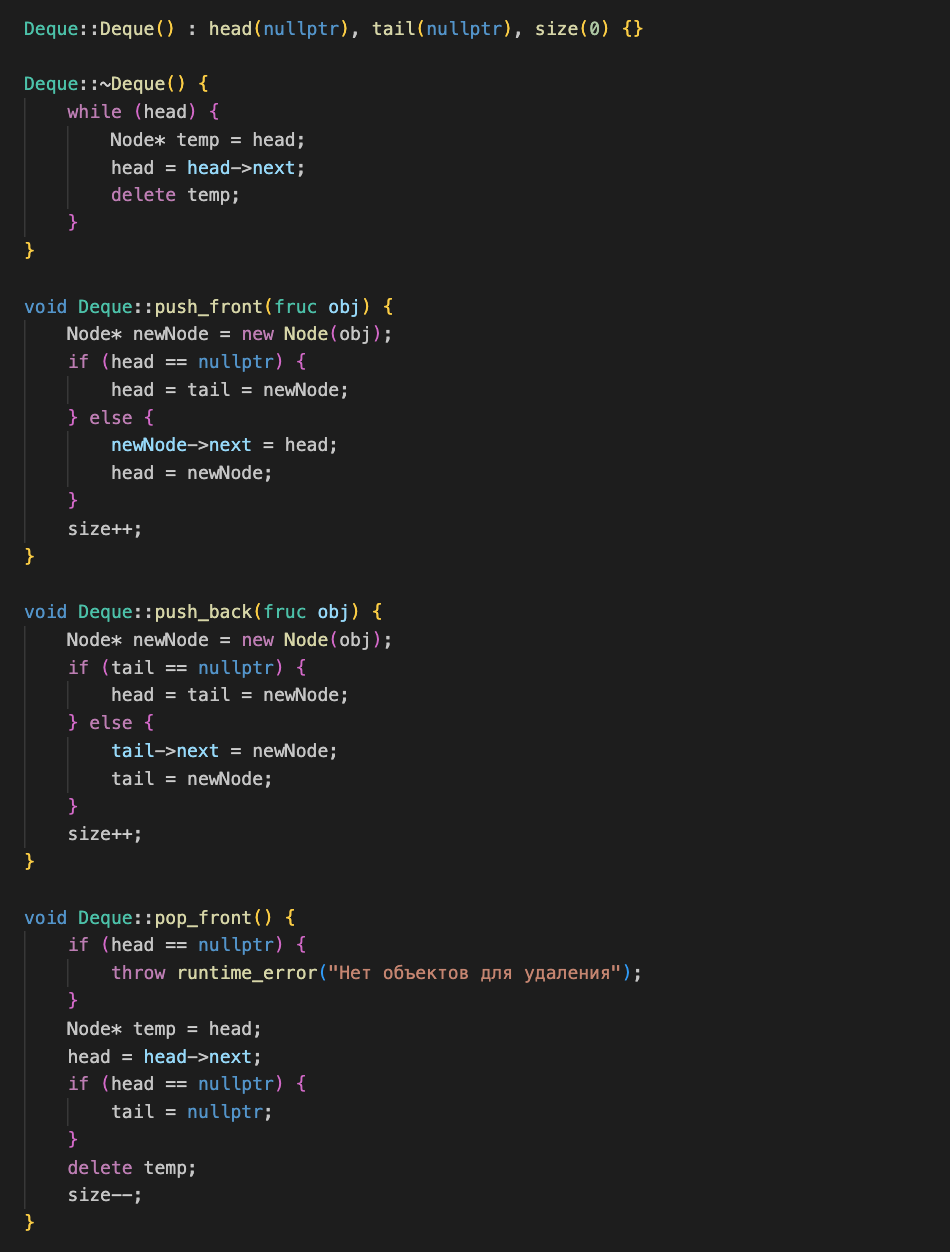 Deque::Deque() : head(nullptr), tail(nullptr), size(0) {}

Deque::~Deque() {
    while (head) {
        Node* temp = head;
        head = head->next;
        delete temp;
    }
}

void Deque::push_front(fruc obj) {
    Node* newNode = new Node(obj);
    if (head == nullptr) {
        head = tail = newNode;
    } else {
        newNode->next = head;
        head = newNode;
    }
    size++;
}

void Deque::push_back(fruc obj) {
    Node* newNode = new Node(obj);
    if (tail == nullptr) {
        head = tail = newNode;
    } else {
        tail->next = newNode;
        tail = newNode;
    }
    size++;
}

void Deque::pop_front() {
    if (head == nullptr) {
        throw runtime_error("Нет объектов для удаления");
    }
    Node* temp = head;
    head = head->next;
    if (head == nullptr) {
        tail = nullptr;
    }
    delete temp;
    size--;
}